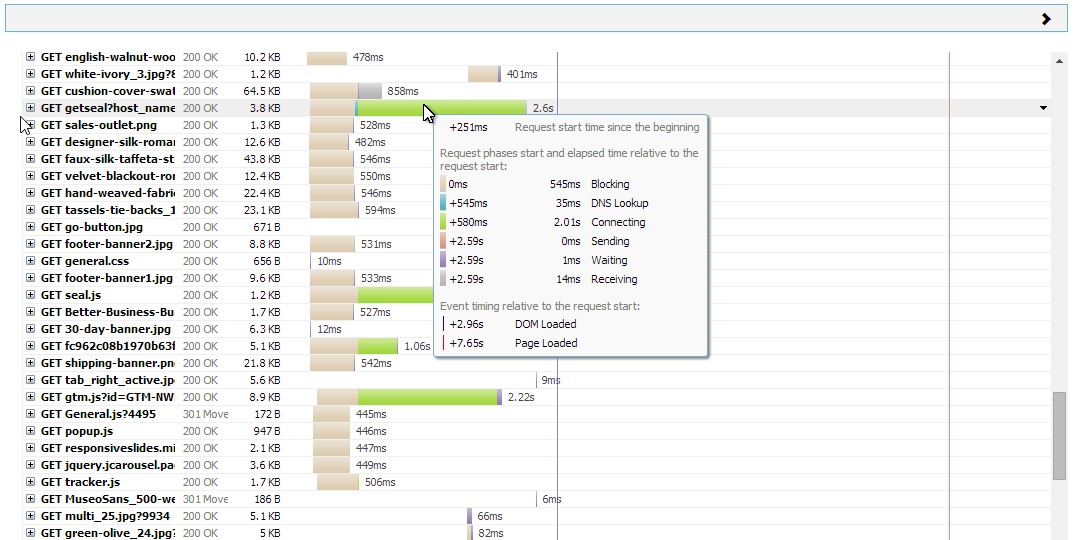 GET english-walnut-woo 200 OK 10.2 KB 478ms
GET white-ivory_3.jpg?8 200 OK 1.2 KB 401ms
GET cushion-cover-swat 200 OK 64.5 KB 858ms
GET getseal?host_name 200 OK 3.8 KB 2.6s
GET sales-outlet.png 200 OK 1.3 KB 528ms
GET designer-silk-roma 200 OK 12.6 KB 482ms
GET faux-silk-taffeta-st 200 OK 43.8 KB 546ms
GET velvet-blackout-ro 200 OK 12.4 KB 550ms
GET hand-weaved-fabri 200 OK 22.4 KB 546ms
GET tassels-tie-backs_1 200 OK 23.1 KB 594ms
GET go-button.jpg 200 OK 671 B
GET footer-banner2.jpg 200 OK 8.8 KB 531ms
GET general.css 200 OK 656 B 10ms
GET footer-banner1.jpg 200 OK 9.6 KB 533ms
GET seal.js 200 OK 1.2 KB
GET Better-Business-Bu 200 OK 1.7 KB 527ms
GET 30-day-banner.jpg 200 OK 6.3 KB 12ms
GET fc962c08b1970b63f 200 OK 5.1 KB 1.06s
GET shipping-banner.pn 200 OK 21.8 KB 542ms
GET tab_right_active.jp 200 OK 5.6 KB 9ms
GET gtm.js?id=GTM-NW 200 OK 8.9 KB 2.22s
GET General.js?4495 301 Move 172 B 445ms
GET popup.js 200 OK 947 B 446ms
GET responsiveslides.mi 200 OK 2.1 KB 447ms
GET jquery.jcarousel.pa 200 OK 3.6 KB 449ms
GET tracker.js 200 OK 1.7 KB 506ms
GET MuseoSans_500-we 301 Move 186 B 6ms
GET multi_25.jpg?9934 200 OK 5.1 KB 66ms
GET green-olive_24.jpg? 200 OK 5 KB 82ms
+251ms Request start time since the beginning
Request phases start and elapsed time relative to the
request start:
0ms 545ms Blocking
+545ms 35ms DNS Lookup
+580ms 2.01s Connecting
+2.59s 0ms Sending
+2.59s 1ms Waiting
+2.59s 14ms Receiving
Event timing relative to the request start:
+2.96s DOM Loaded
+7.65s Page Loaded